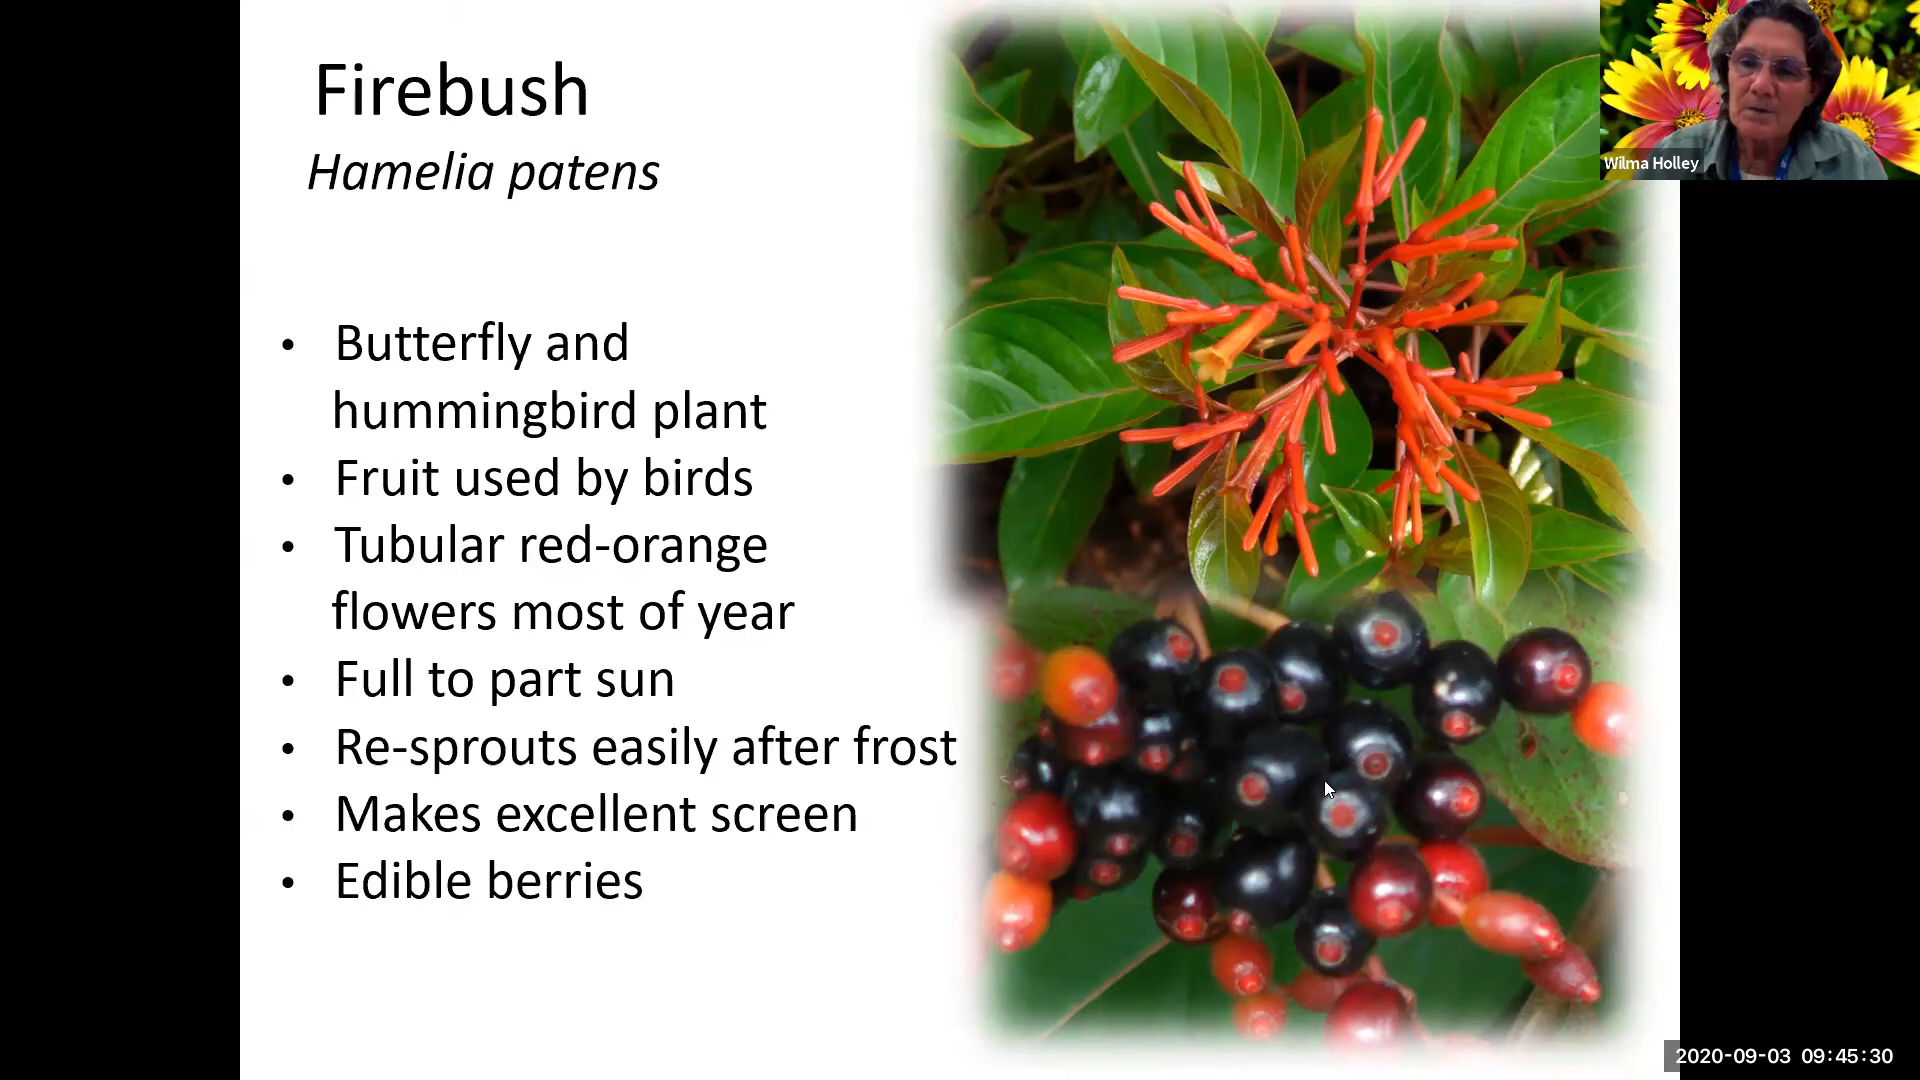 Firebush
Hamelia patens
• Butterfly and
hummingbird plant
• Fruit used by birds
• Tubular red-orange
flowers most of year
• Full to part sun
• Re-sprouts easily after frost
• Makes excellent screen
• Edible berries
Wilma Holley
2020-09-03 09:45:30